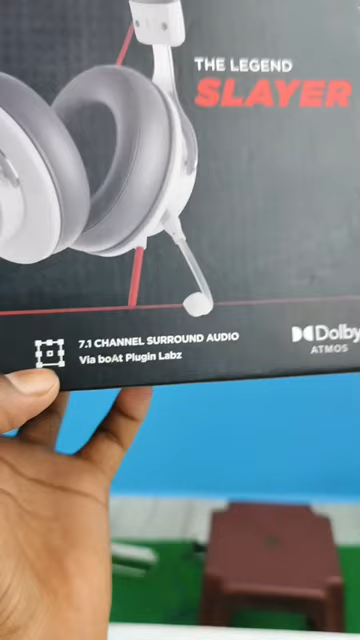 THE LEGEND
SLAYER
7.1 CHANNEL SURROUND AUDIO
Via boAt Plugin Labz
Dolby
ATMOS